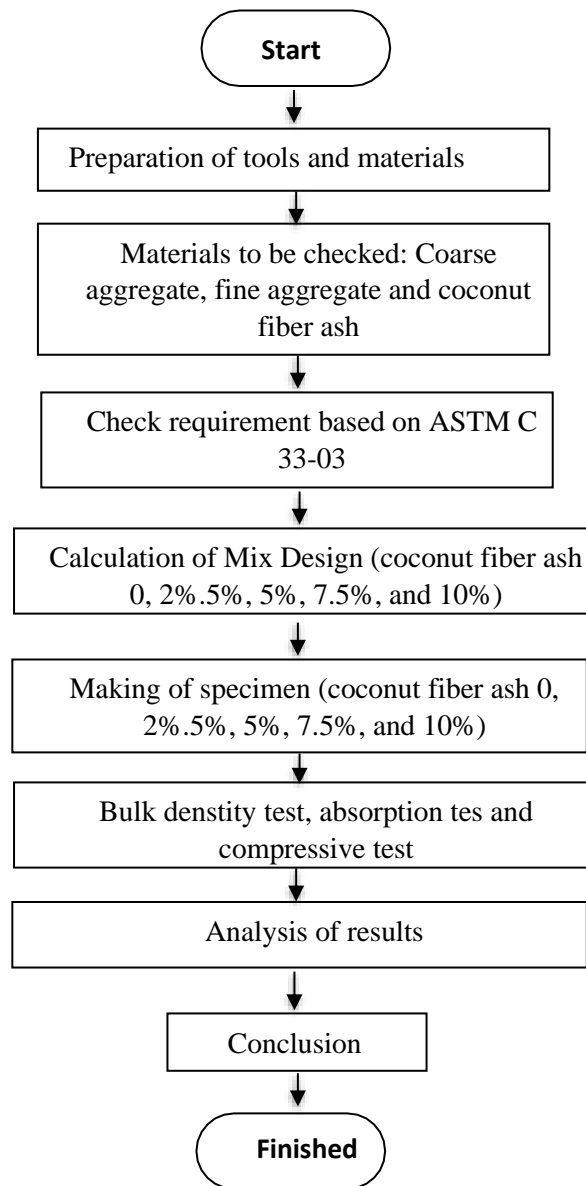 Start
Preparation of tools and materials
Materials to be checked: Coarse
aggregate, fine aggregate and coconut
fiber ash
Check requirement based on ASTM C
33-03
Calculation of Mix Design (coconut fiber ash
0, 2%.5%, 5%, 7.5%, and 10%)
Making of specimen (coconut fiber ash 0,
2%.5%, 5%, 7.5%, and 10%)
Bulk denstity test, absorption tes and
compressive test
Analysis of results
Conclusion
Finished